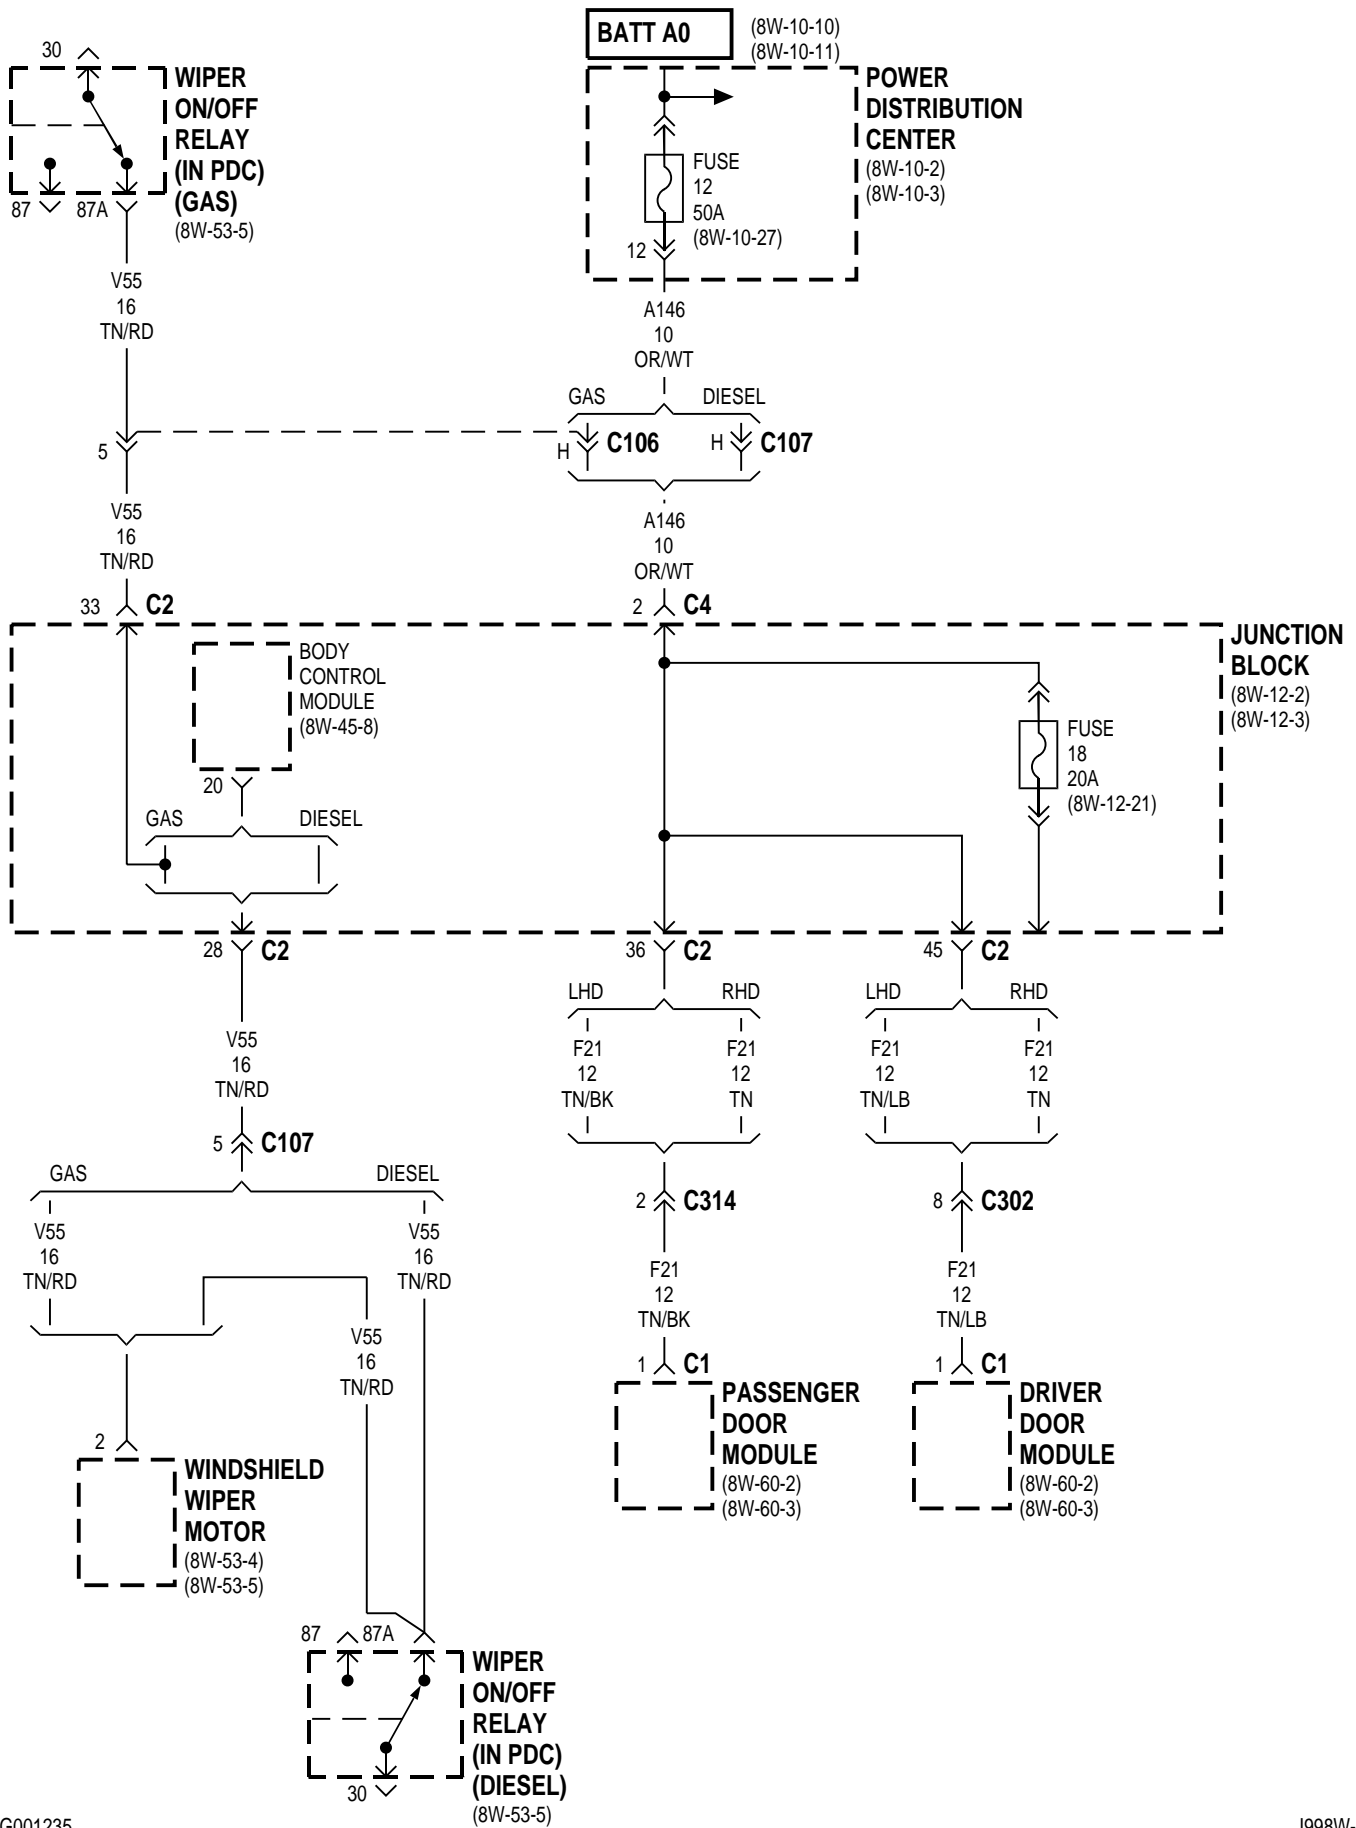 BATT A0
(8W-10-10)
(8W-10-11)
30
WIPER
ON/OFF
RELAY
(IN PDC)
(GAS)
(8W-53-5)
87
87A
POWER
DISTRIBUTION
CENTER
(8W-10-2)
(8W-10-3)
FUSE
12
50A
(8W-10-27)
12
V55
16
TN/RD
A146
10
OR/WT
GAS
DIESEL
5
H
C106
H
C107
V55
16
TN/RD
A146
10
OR/WT
33
C2
2
C4
JUNCTION
BLOCK
(8W-12-2)
(8W-12-3)
BODY
CONTROL
MODULE
(8W-45-8)
20
GAS
DIESEL
FUSE
18
20A
(8W-12-21)
28
C2
36
C2
45
C2
LHD
RHD
LHD
RHD
V55
16
TN/RD
F21
12
TN/BK
F21
12
TN
F21
12
TN/LB
F21
12
TN
5
C107
GAS
DIESEL
2
C314
8
C302
V55
16
TN/RD
V55
16
TN/RD
F21
12
TN/BK
F21
12
TN/LB
V55
16
TN/RD
1
C1
1
C1
PASSENGER
DOOR
MODULE
(8W-60-2)
(8W-60-3)
DRIVER
DOOR
MODULE
(8W-60-2)
(8W-60-3)
2
WINDSHIELD
WIPER
MOTOR
(8W-53-4)
(8W-53-5)
87
87A
WIPER
ON/OFF
RELAY
(IN PDC)
(DIESEL)
(8W-53-5)
30
G001235
J998W-